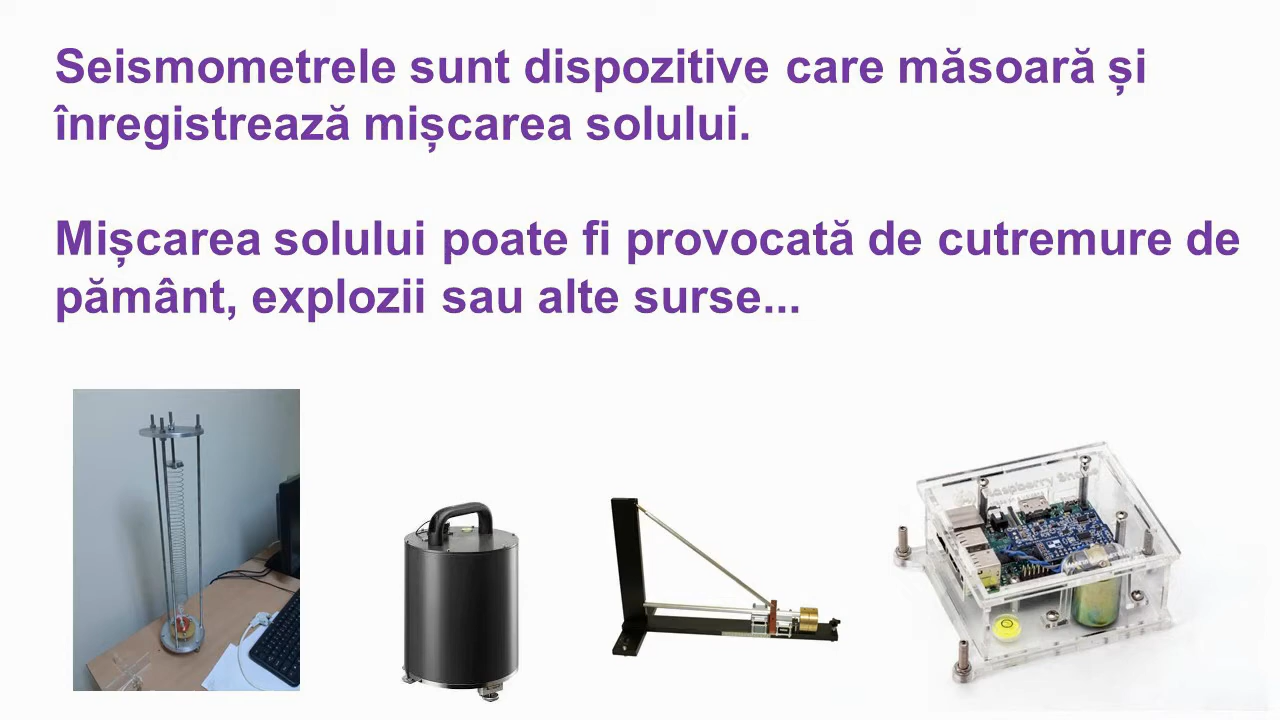 Seismometrele sunt dispozitive care măsoară și
înregistrează mișcarea solului.
Mișcarea solului poate fi provocată de cutremure de
pământ, explozii sau alte surse...